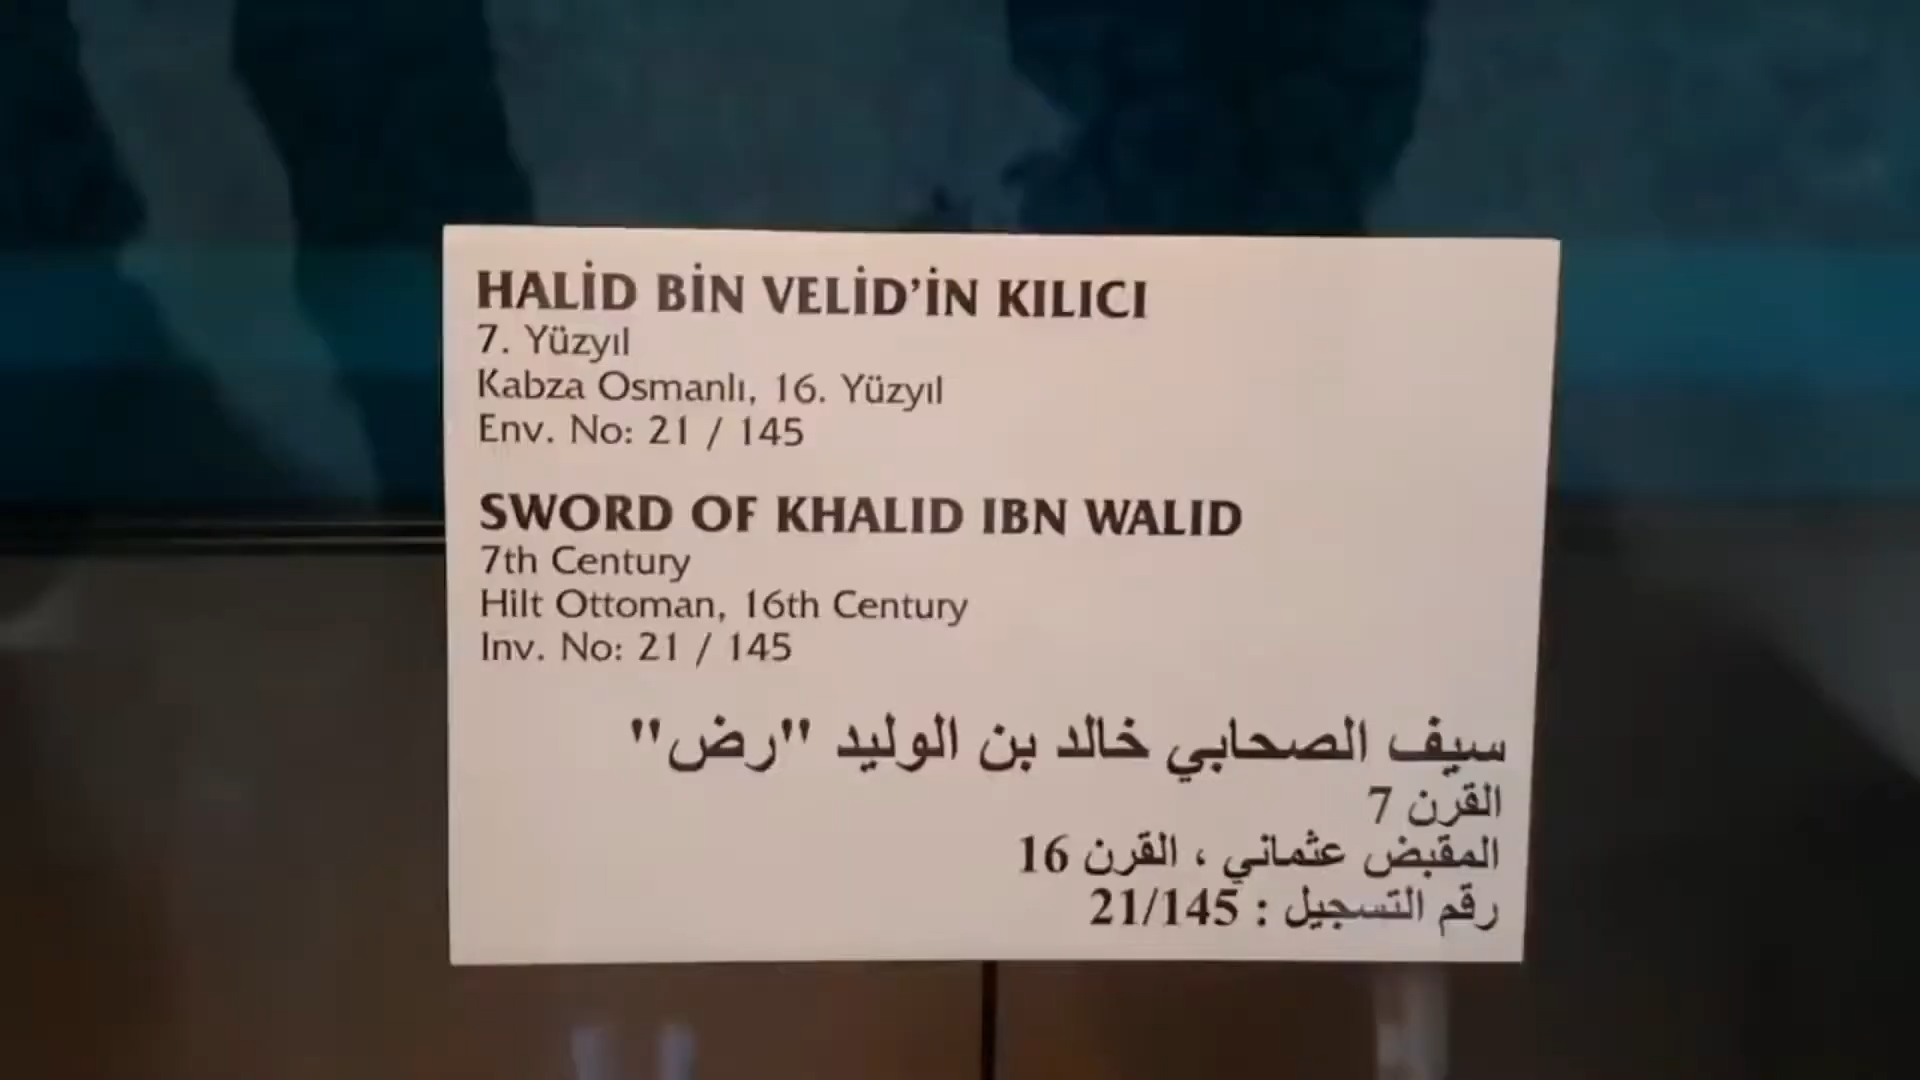 HALİD BİN VELİD'İN KILICI
7. Yüzyıl
Kabza Osmanlı, 16. Yüzyıl
Env. No: 21 / 145
SWORD OF KHALID IBN WALID
7th Century
Hilt Ottoman, 16th Century
Inv. No: 21 / 145
سيف الصحابي خالد بن الوليد "رض"
القرن 7
المقبض عثماني ، القرن 16
رقم التسجيل : 21/145